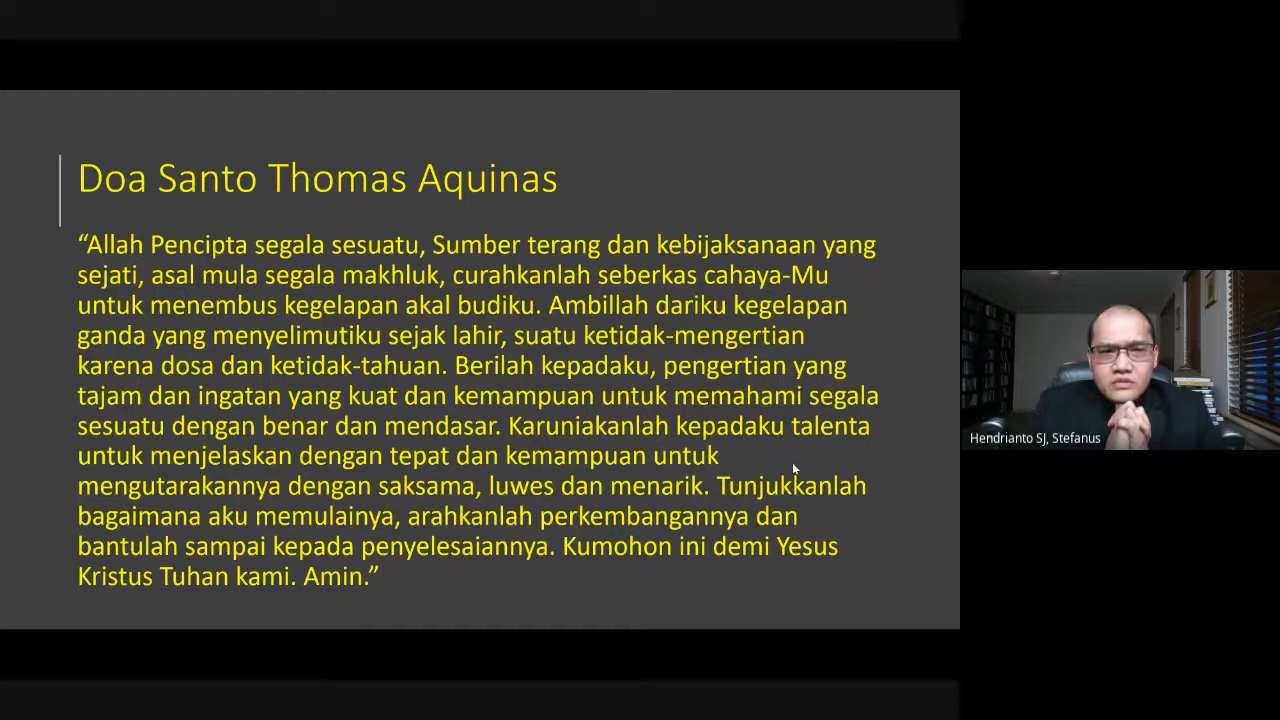 Doa Santo Thomas Aquinas
“Allah Pencipta segala sesuatu, Sumber terang dan kebijaksanaan yang
sejati, asal mula segala makhluk, curahkanlah seberkas cahaya-Mu
untuk menembus kegelapan akal budiku. Ambillah dariku kegelapan
ganda yang menyelimutiku sejak lahir, suatu ketidak-mengertian
karena dosa dan ketidak-tahuan. Berilah kepadaku, pengertian yang
tajam dan ingatan yang kuat dan kemampuan untuk memahami segala
sesuatu dengan benar dan mendasar. Karuniakanlah kepadaku talenta
untuk menjelaskan dengan tepat dan kemampuan untuk
mengutarakannya dengan saksama, luwes dan menarik. Tunjukkanlah
bagaimana aku memulainya, arahkanlah perkembangannya dan
bantulah sampai kepada penyelesaiannya. Kumohon ini demi Yesus
Kristus Tuhan kami. Amin.”
Hendrianto SJ, Stefanus